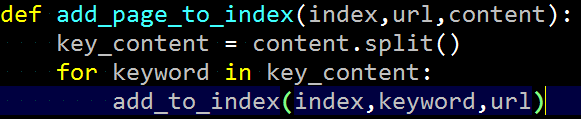 def add_page_to_index(index,url,content):
    key_content = content.split()
    for keyword in key_content:
        add_to_index(index,keyword,url)